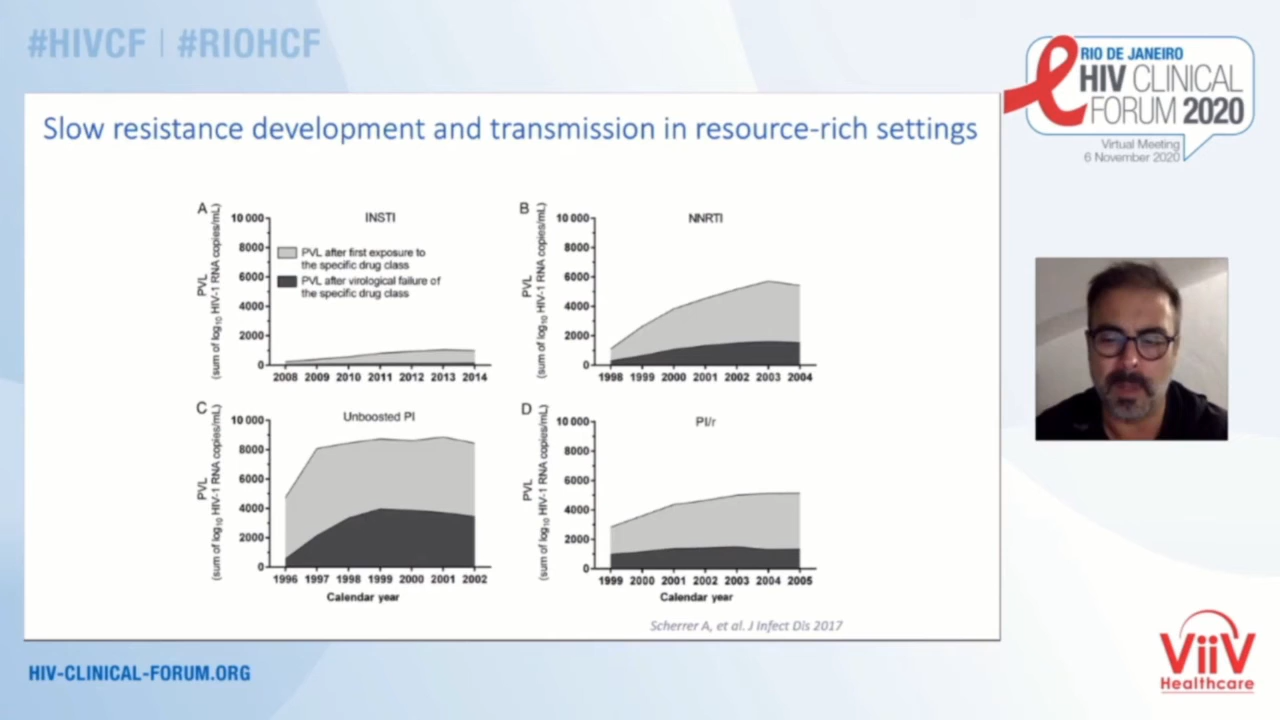 #HIVCF | #RIOHCF
RIO DE JANEIRO
HIV CLINICAL
FORUM 2020
Virtual Meeting
6 November 2020
Slow resistance development and transmission in resource-rich settings
A
INSTI
PVL
(sum of log10 HIV-1 RNA copies/mL)
10 000
8000
6000
4000
2000
0
PVL after first exposure to
the specific drug class
PVL after virological failure of
the specific drug class
2008 2009 2010 2011 2012 2013 2014
B
NNRTI
PVL
(sum of log10 HIV-1 RNA copies/mL)
10 000
8000
6000
4000
2000
0
1998 1999 2000 2001 2002 2003 2004
C
Unboosted PI
PVL
(sum of log10 HIV-1 RNA copies/mL)
10 000
8000
6000
4000
2000
0
1996 1997 1998 1999 2000 2001 2002
Calendar year
D
PI/r
PVL
(sum of log10 HIV-1 RNA copies/mL)
10 000
8000
6000
4000
2000
0
1999 2000 2001 2002 2003 2004 2005
Calendar year
Scherrer A, et al. J Infect Dis 2017
HIV-CLINICAL-FORUM.ORG
ViiV
Healthcare